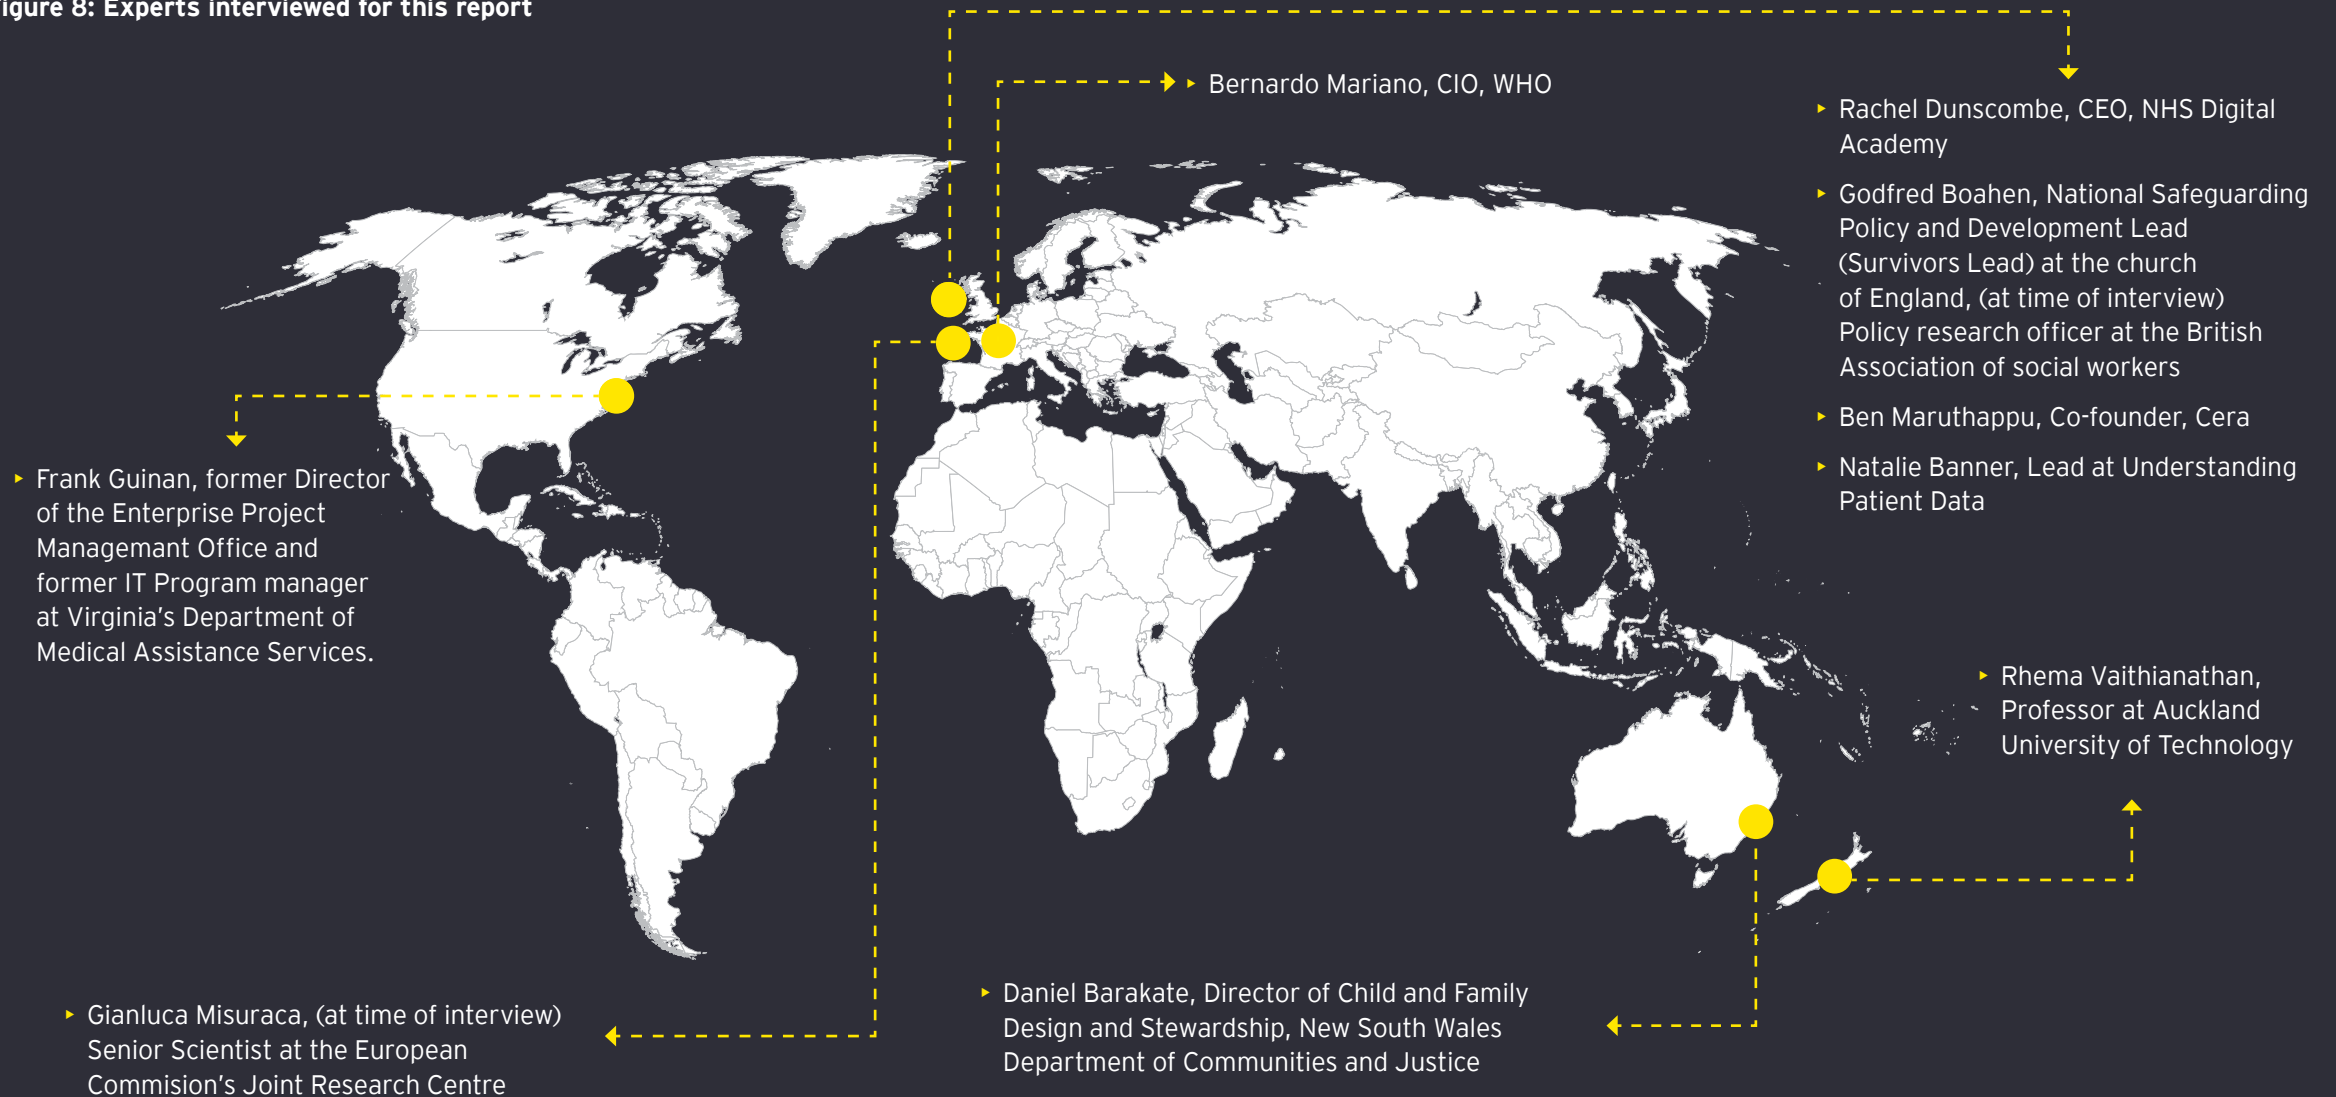 igure 8: Experts interviewed for this report
Bernardo Mariano, CIO, WHO
Rachel Dunscombe, CEO, NHS Digital
Academy
Godfred Boahen, National Safeguarding
Policy and Development Lead
(Survivors Lead) at the church
of England, (at time of interview)
Policy research officer at the British
Association of social workers
Ben Maruthappu, Co-founder, Cera
Natalie Banner, Lead at Understanding
Patient Data
Frank Guinan, former Director
of the Enterprise Project
Managemant Office and
former IT Program manager
at Virginia’s Department of
Medical Assistance Services.
Rhema Vaithianathan,
Professor at Auckland
University of Technology
Daniel Barakate, Director of Child and Family
Design and Stewardship, New South Wales
Department of Communities and Justice
Gianluca Misuraca, (at time of interview)
Senior Scientist at the European
Commision’s Joint Research Centre